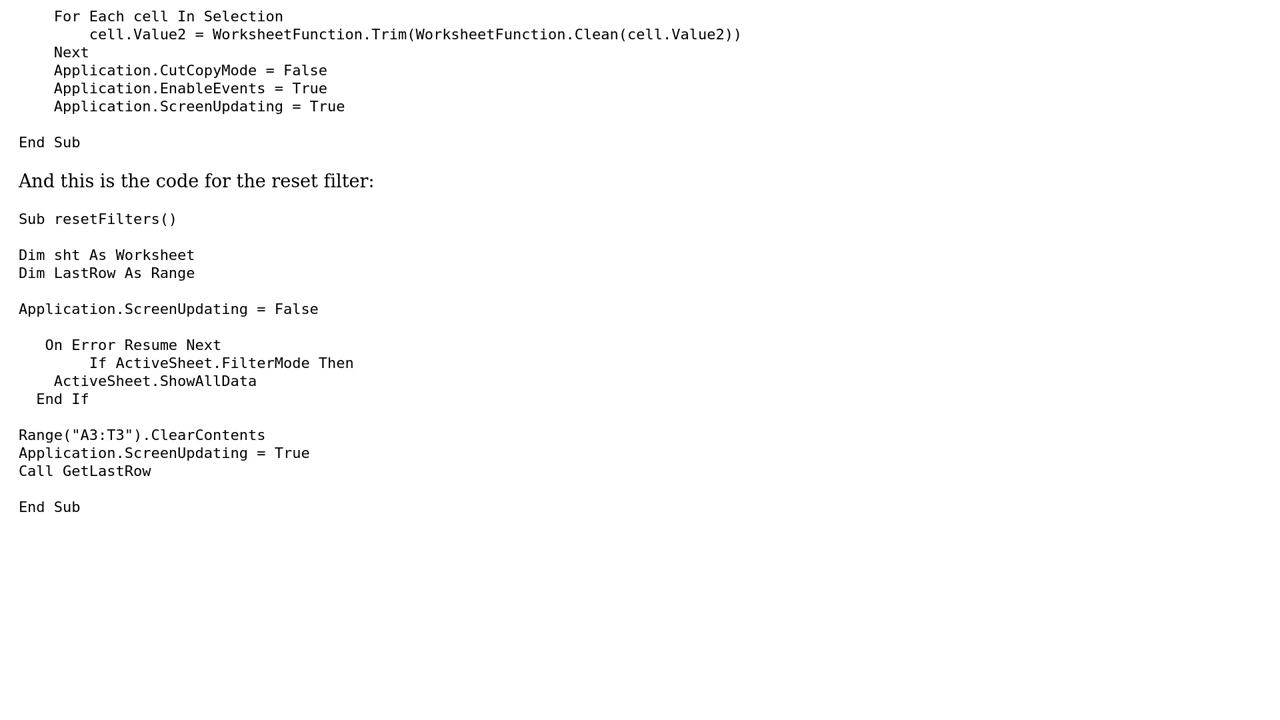 For Each cell In Selection
        cell.Value2 = WorksheetFunction.Trim(WorksheetFunction.Clean(cell.Value2))
    Next
    Application.CutCopyMode = False
    Application.EnableEvents = True
    Application.ScreenUpdating = True

End Sub

And this is the code for the reset filter:

Sub resetFilters()

Dim sht As Worksheet
Dim LastRow As Range

Application.ScreenUpdating = False

   On Error Resume Next
        If ActiveSheet.FilterMode Then
    ActiveSheet.ShowAllData
  End If

Range("A3:T3").ClearContents
Application.ScreenUpdating = True
Call GetLastRow

End Sub